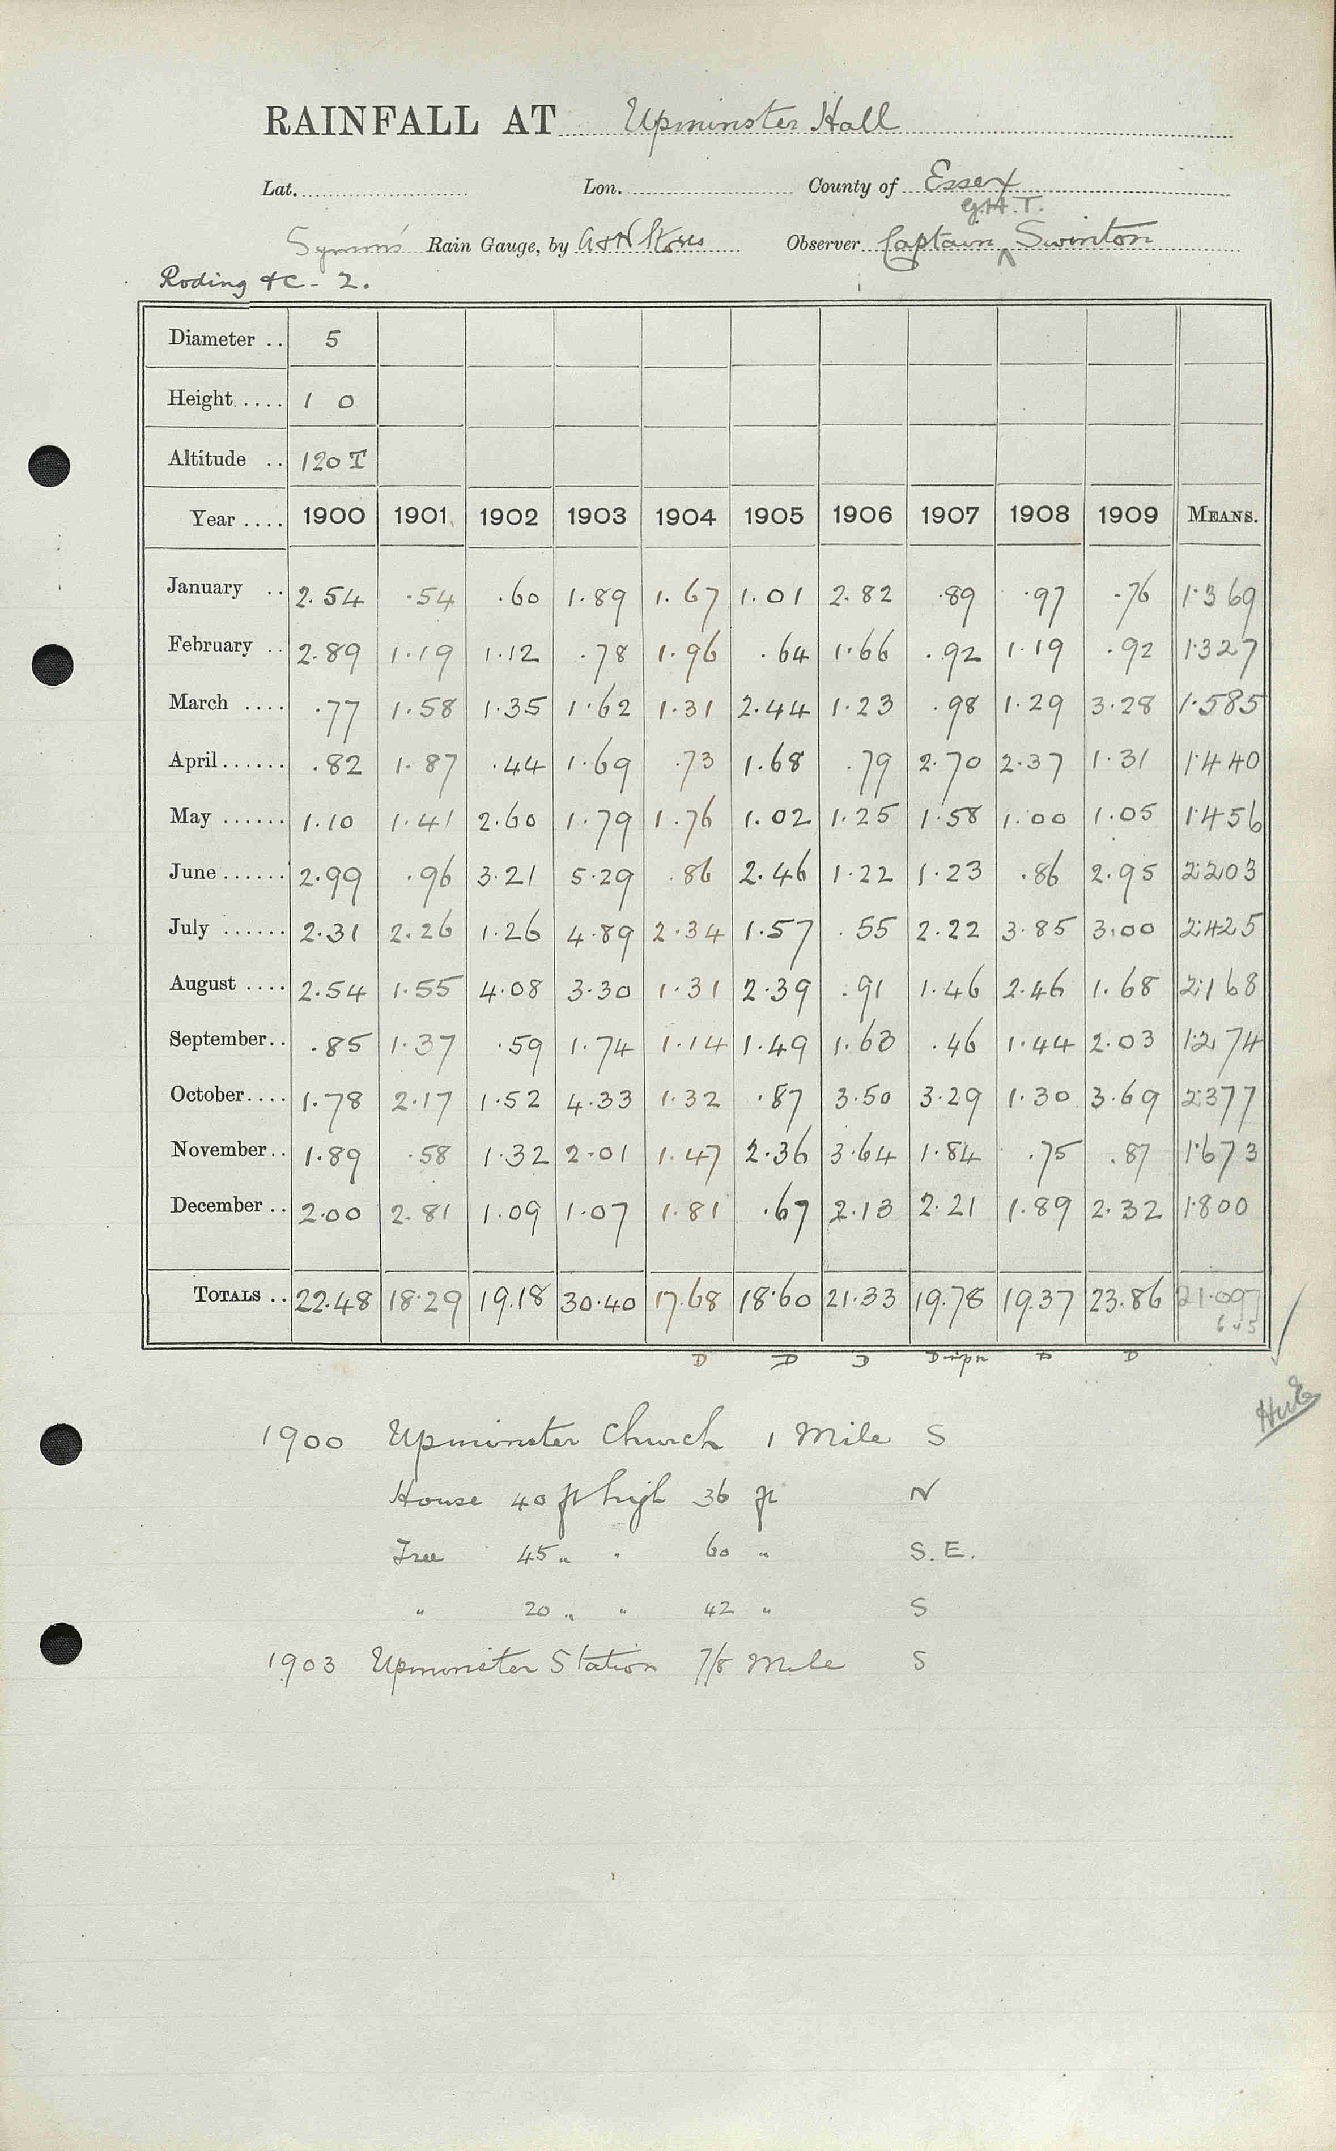 RAINFALL AT Upminster Hall
Lat. Lon. County of Essex
G.H.T.
Symons' Rain Gauge, by A & N Stores Observer Captain ^ Swinton
Roding &c - 2.
Diameter .. 5
Height .... 1 0
Altitude .. 120 T
Year .... 1900 1901 1902 1903 1904 1905 1906 1907 1908 1909 MEANS.
January .. 2.54 .54 .60 1.89 1.67 1.01 2.82 .89 .97 .76 1.369
February .. 2.89 1.19 1.12 .78 1.96 .64 1.66 .92 1.19 .92 1.327
March .... .77 1.58 1.35 1.62 1.31 2.44 1.23 .98 1.29 3.28 1.585
April ...... .82 1.87 .44 1.69 .73 1.68 .79 2.70 2.37 1.31 1.440
May ...... 1.10 1.41 2.60 1.79 1.76 1.02 1.25 1.58 1.00 1.05 1.456
June ...... 2.99 .96 3.21 5.29 .86 2.46 1.22 1.23 .86 2.95 2.203
July ...... 2.31 2.26 1.26 4.89 2.34 1.57 .55 2.22 3.85 3.00 2.425
August .... 2.54 1.55 4.08 3.30 1.31 2.39 .91 1.46 2.46 1.68 2.168
September.. .85 1.37 .59 1.74 1.14 1.49 1.63 .46 1.44 2.03 1.274
October.... 1.78 2.17 1.52 4.33 1.32 .87 3.50 3.29 1.30 3.69 2.377
November.. 1.89 .58 1.32 2.01 1.47 2.36 3.64 1.84 .75 .87 1.673
December .. 2.00 2.81 1.09 1.07 1.81 .67 2.13 2.21 1.89 2.32 1.800
TOTALS .. 22.48 18.29 19.18 30.40 17.68 18.60 21.33 19.78 19.37 23.86 21.097
D D D D D D
1900 Upminster Church 1 Mile S
House 40 ft high 36 ft N
Tree 45 " " 60 " S.E.
" 20 " " 42 " S
1903 Upminster Station 7/8 Mile S